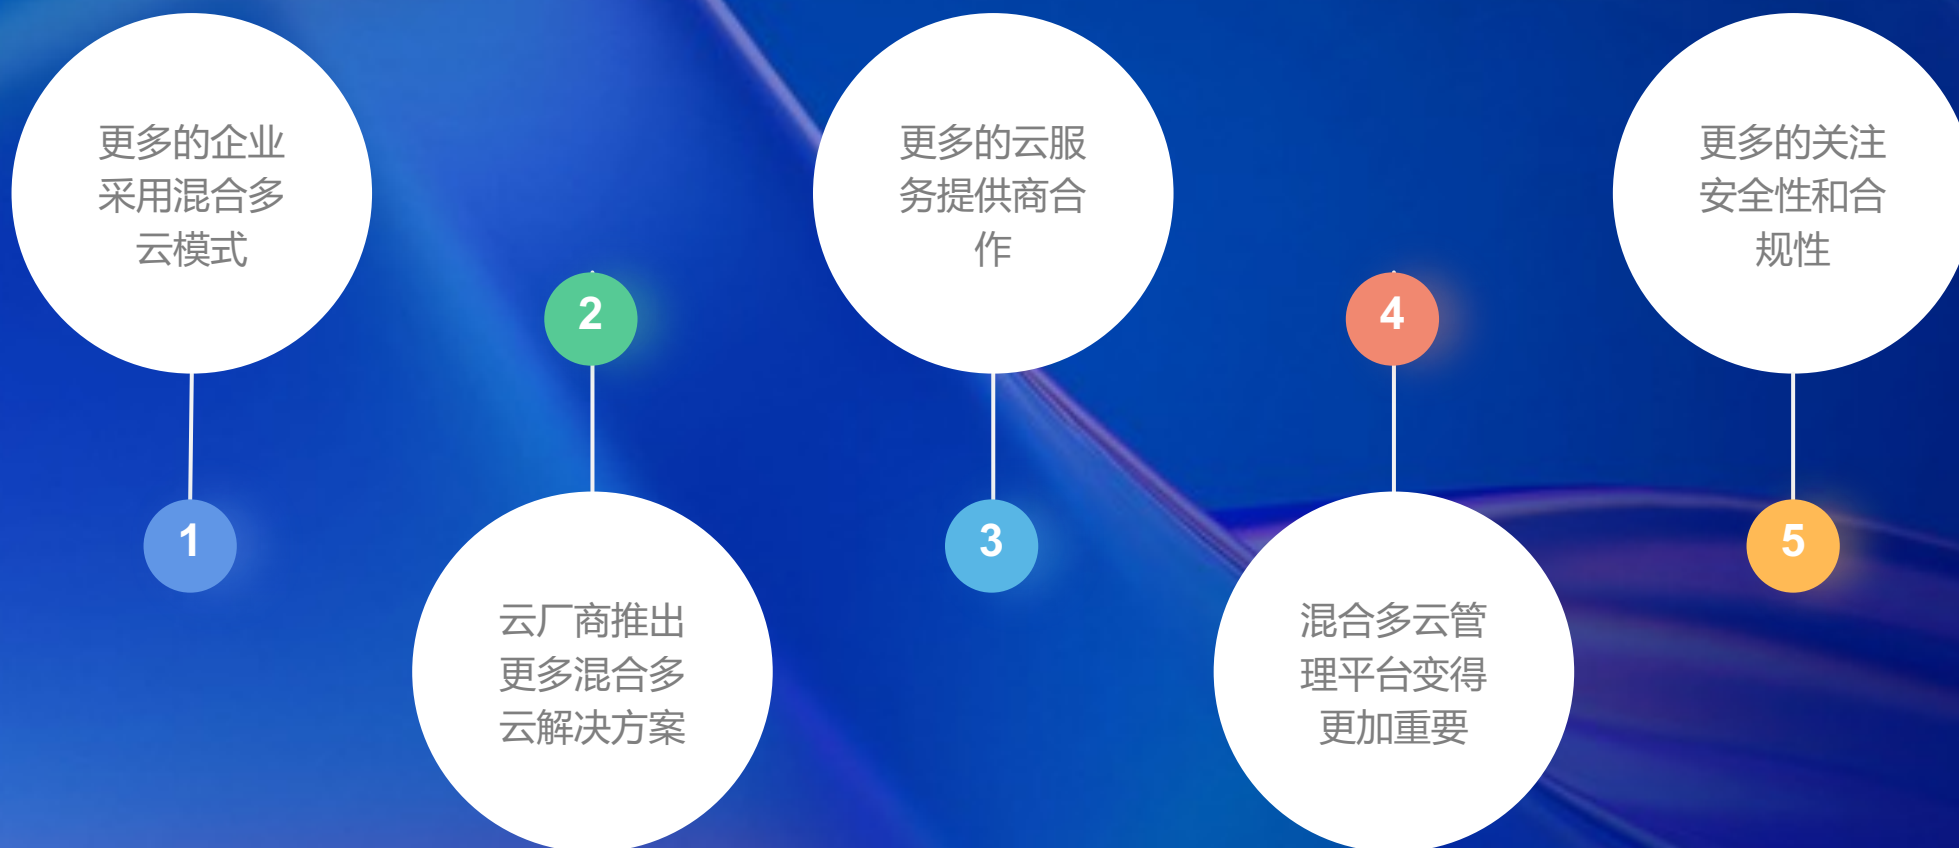 更多的企业
采用混合多
云模式
1
2
云厂商推出
更多混合多
云解决方案
更多的云服
务提供商合
作
3
4
混合多云管
理平台变得
更加重要
更多的关注
安全性和合
规性
5